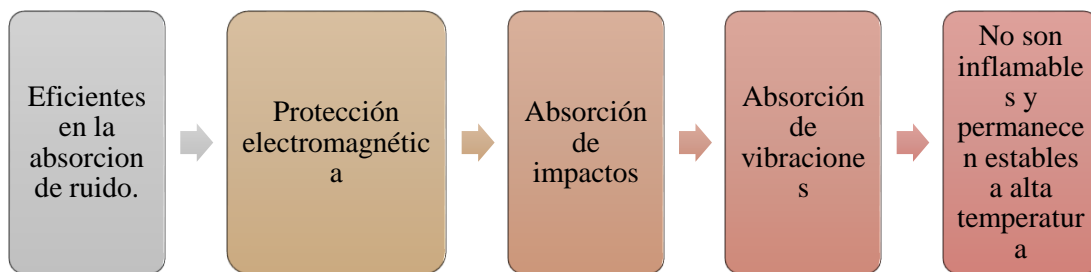 Eficientes
en la
absorcion
de ruido.
Protección
electromagnétic
a
Absorción
de
impactos
Absorción
de
vibracione
s
No son
inflamable
s y
permanece
n estables
a alta
temperatur
a